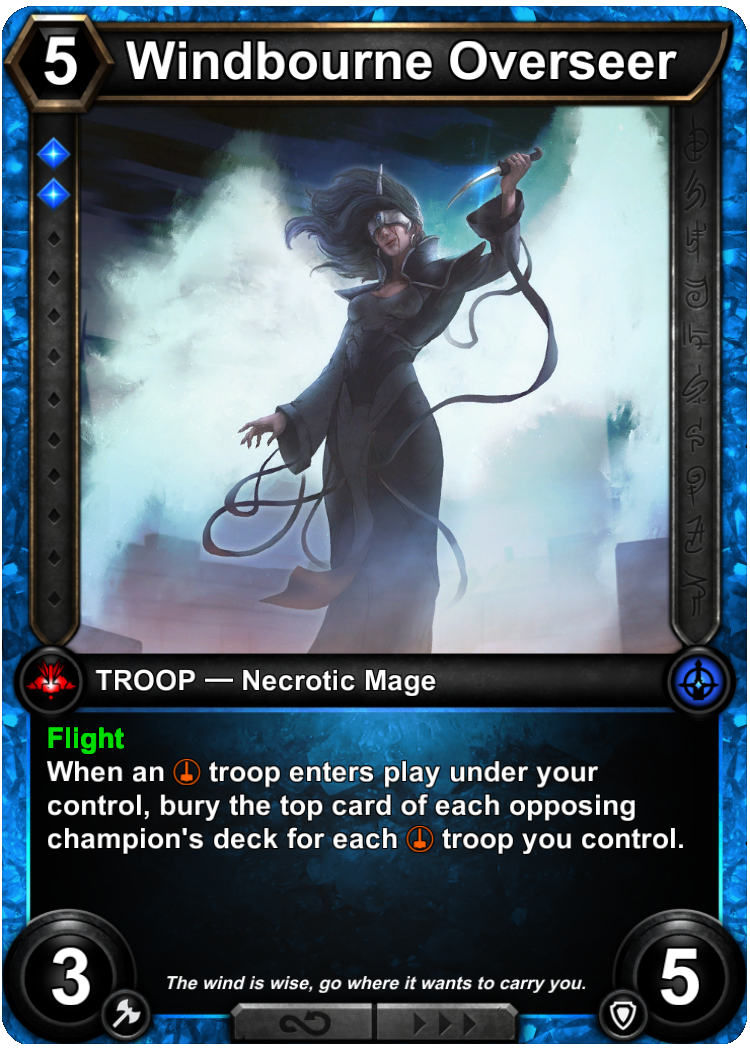 5 Windbourne Overseer
TROOP — Necrotic Mage
Flight
When an troop enters play under your
control, bury the top card of each opposing
champion's deck for each troop you control.
The wind is wise, go where it wants to carry you.
3
5